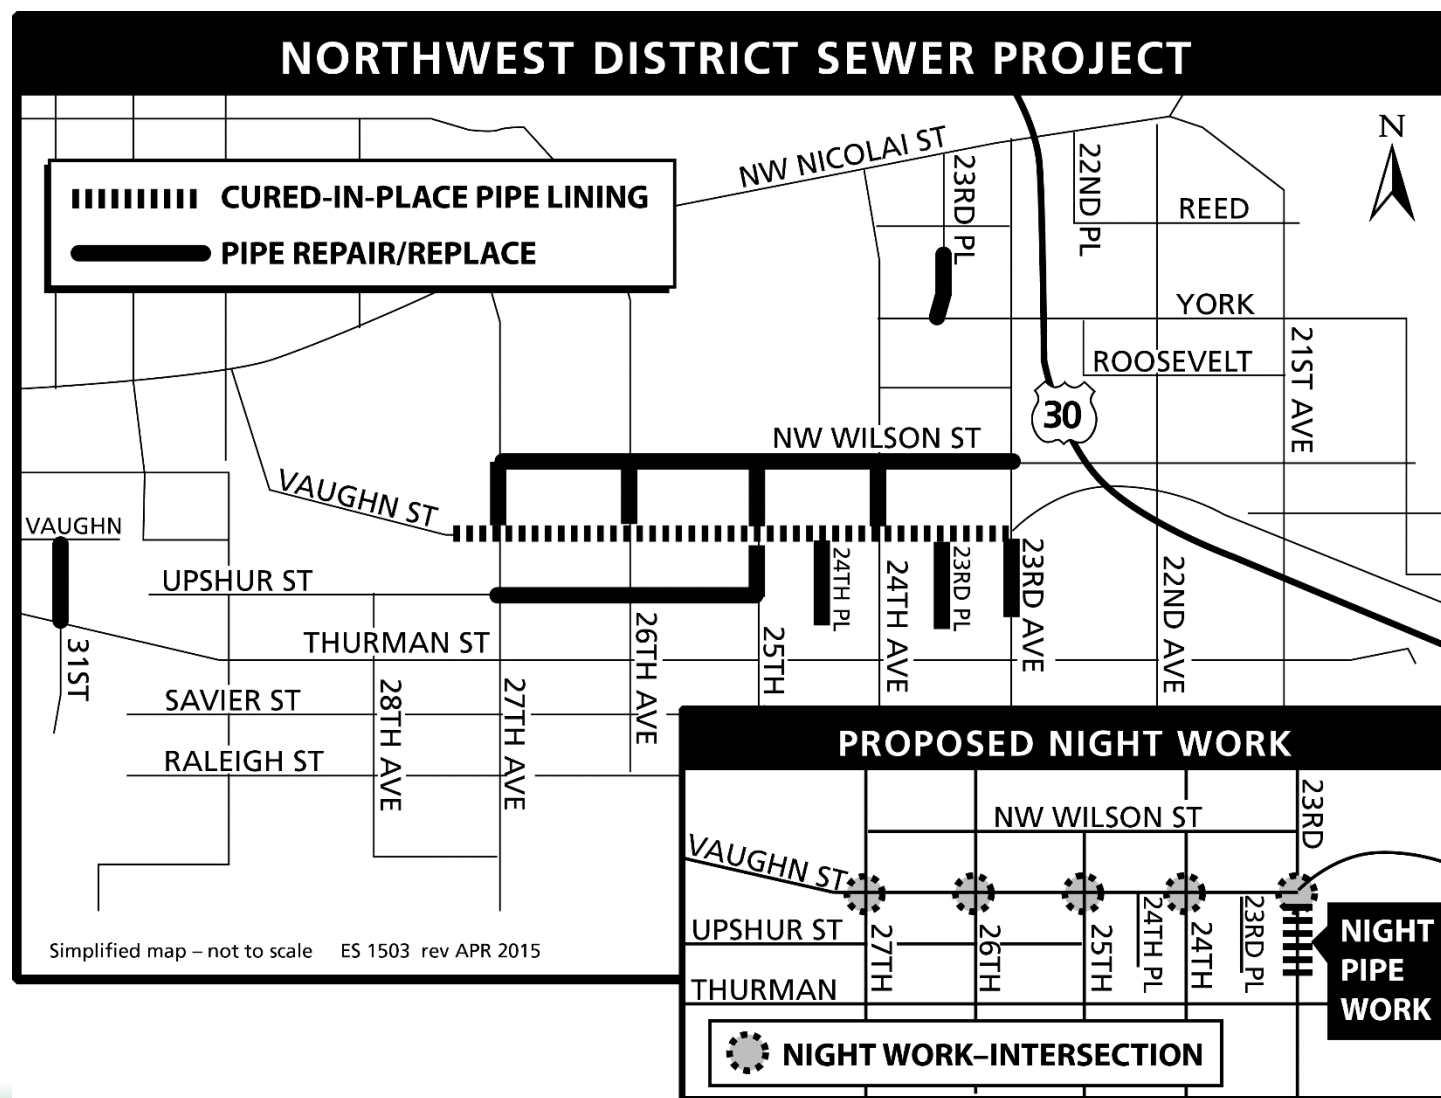 NORTHWEST DISTRICT SEWER PROJECT
N
CURED-IN-PLACE PIPE LINING
PIPE REPAIR/REPLACE
NW NICOLAI ST
23RD PL
22ND PL
REED
YORK
ROOSEVELT
21ST AVE
30
NW WILSON ST
VAUGHN ST
VAUGHN
UPSHUR ST
24TH PL
24TH AVE
23RD PL
23RD AVE
22ND AVE
THURMAN ST
31ST
26TH AVE
25TH
SAVIER ST
28TH AVE
27TH AVE
RALEIGH ST
Simplified map – not to scale ES 1503 rev APR 2015
PROPOSED NIGHT WORK
NW WILSON ST
23RD
VAUGHN ST
UPSHUR ST
27TH
26TH
25TH
24TH PL
24TH
23RD PL
NIGHT
PIPE
WORK
THURMAN
NIGHT WORK–INTERSECTION